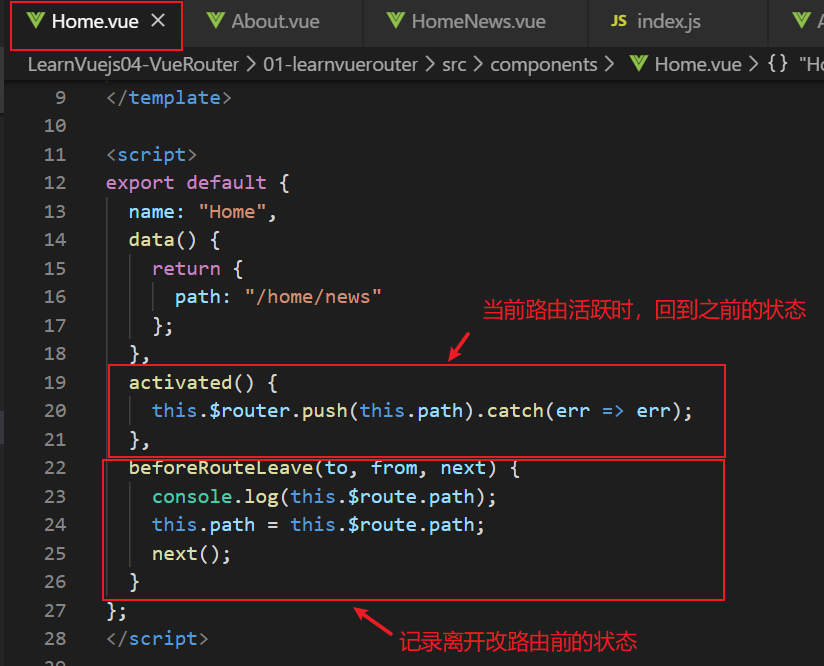 Home.vue ×
About.vue
HomeNews.vue
JS index.js
LearnVuejs04-VueRouter > 01-learnvuerouter > src > components > Home.vue > {} "Ho
9 </template>
10
11 <script>
12 export default {
13 name: "Home",
14 data() {
15 return {
16 path: "/home/news"
当前路由活跃时，回到之前的状态
17 };
18 },
19 activated() {
20 this.$router.push(this.path).catch(err => err);
21 },
22 beforeRouteLeave(to, from, next) {
23 console.log(this.$route.path);
24 this.path = this.$route.path;
25 next();
26 }
27 };
28 </script>
记录离开改路由前的状态